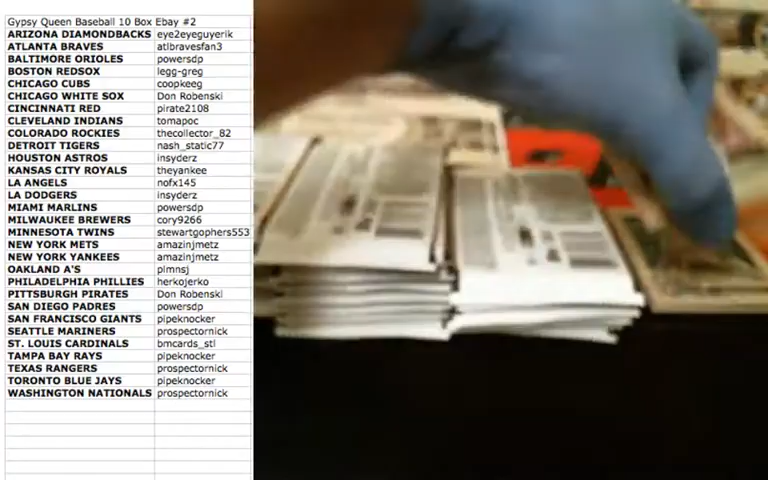 Gypsy Queen Baseball 10 Box Ebay #2
ARIZONA DIAMONDBACKS eye2eyeguyerik
ATLANTA BRAVES atlbravesfan3
BALTIMORE ORIOLES powersdp
BOSTON REDSOX legg-greg
CHICAGO CUBS coopkeeg
CHICAGO WHITE SOX Don Robenski
CINCINNATI RED pirate2108
CLEVELAND INDIANS tomapoc
COLORADO ROCKIES thecollector_82
DETROIT TIGERS nash_static77
HOUSTON ASTROS insyderz
KANSAS CITY ROYALS theyankee
LA ANGELS nofx145
LA DODGERS insyderz
MIAMI MARLINS powersdp
MILWAUKEE BREWERS cory9266
MINNESOTA TWINS stewartgophers553
NEW YORK METS amazinjmetz
NEW YORK YANKEES amazinjmetz
OAKLAND A'S plmnsj
PHILADELPHIA PHILLIES herkojerko
PITTSBURGH PIRATES Don Robenski
SAN DIEGO PADRES powersdp
SAN FRANCISCO GIANTS pipeknocker
SEATTLE MARINERS prospectornick
ST. LOUIS CARDINALS bmcards_stl
TAMPA BAY RAYS pipeknocker
TEXAS RANGERS prospectornick
TORONTO BLUE JAYS pipeknocker
WASHINGTON NATIONALS prospectornick